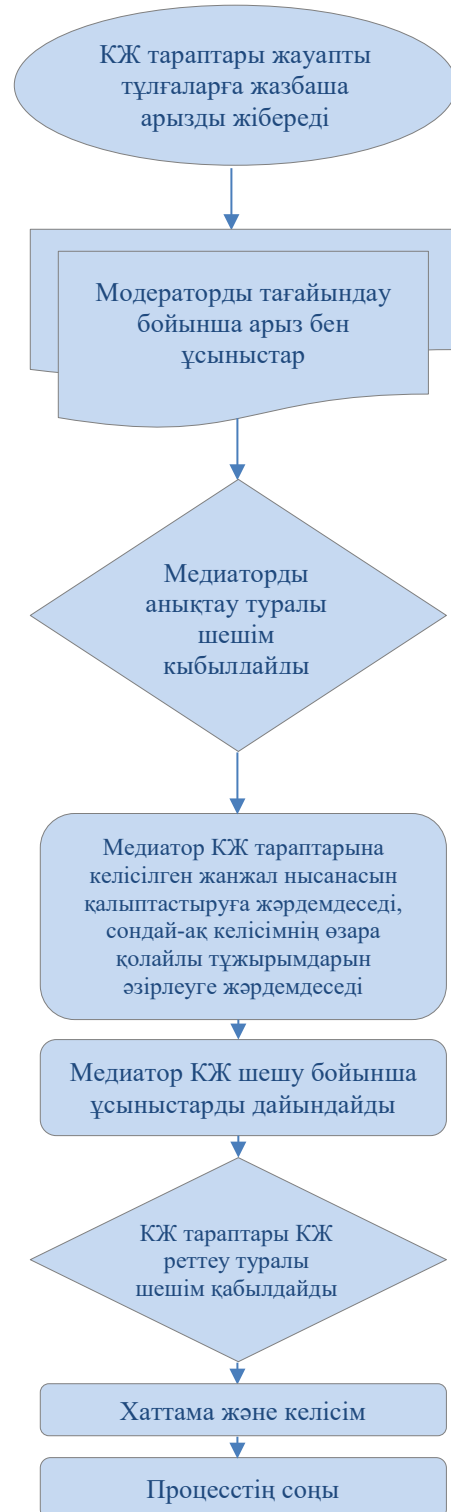 КЖ тараптары жауапты
тұлғаларға жазбаша
арызды жібереді
Модераторды тағайындау
бойынша арыз бен
ұсыныстар
Медиаторды
анықтау туралы
шешім
қыбылдайды
Медиатор КЖ тараптарына
келісілген жанжал нысанасын
қалыптастыруға жәрдемдеседі,
сондай-ақ келісімнің өзара
қолайлы тұжырымдарын
әзірлеуге жәрдемдеседі
Медиатор КЖ шешу бойынша
ұсыныстарды дайындайды
КЖ тараптары КЖ
реттеу туралы
шешім қабылдайды
Хаттама және келісім
Процесстің соңы